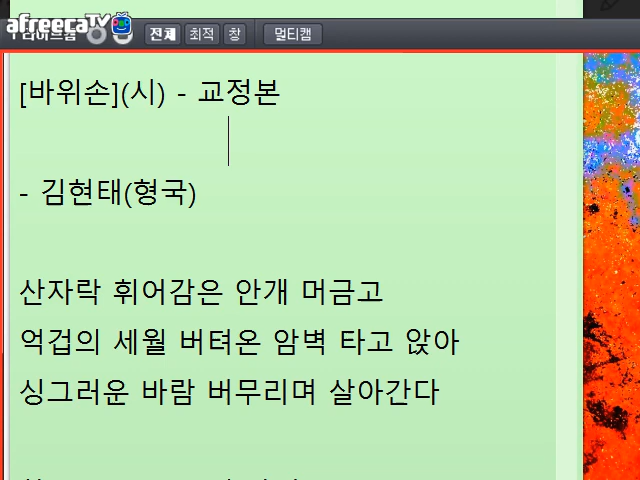 afreecaTV
전체 최적 창 멀티캠
[바위손](시) - 교정본
- 김현태(형국)
산자락 휘어감은 안개 머금고
억겁의 세월 버텨온 암벽 타고 앉아
싱그러운 바람 버무리며 살아간다